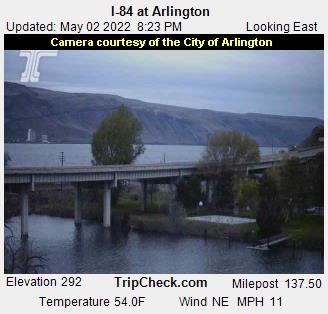 I-84 at Arlington
Updated: May 02 2022 8:23 PM Looking East
Camera courtesy of the City of Arlington
Elevation 292 TripCheck.com Milepost 137.50
Temperature 54.0F Wind NE MPH 11